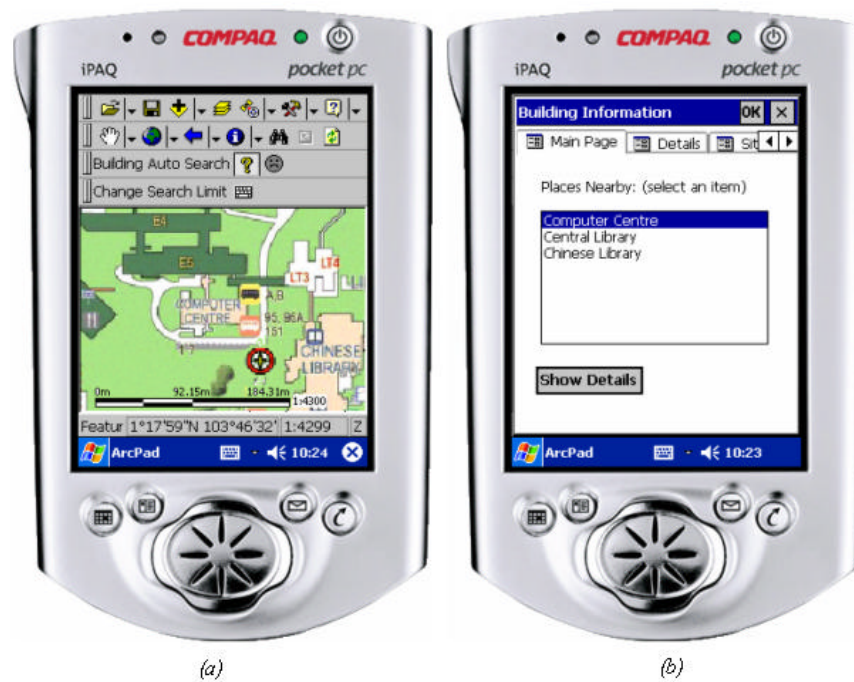 COMPAQ
iPAQ pocket pc
Building Auto Search ?
Change Search Limit
E4
E5
LT4
LT3
COMPUTER
CENTRE
A,B
95, 96A,
151
CHINESE
LIBRARY
0m 92.15m 184.31m
1:4300
Featur 1°17'59"N 103°46'32' 1:4299 Z
ArcPad 10:24
(a)
COMPAQ
iPAQ pocket pc
Building Information OK
Main Page Details Sit
Places Nearby: (select an item)
Computer Centre
Central Library
Chinese Library
Show Details
ArcPad 10:23
(b)